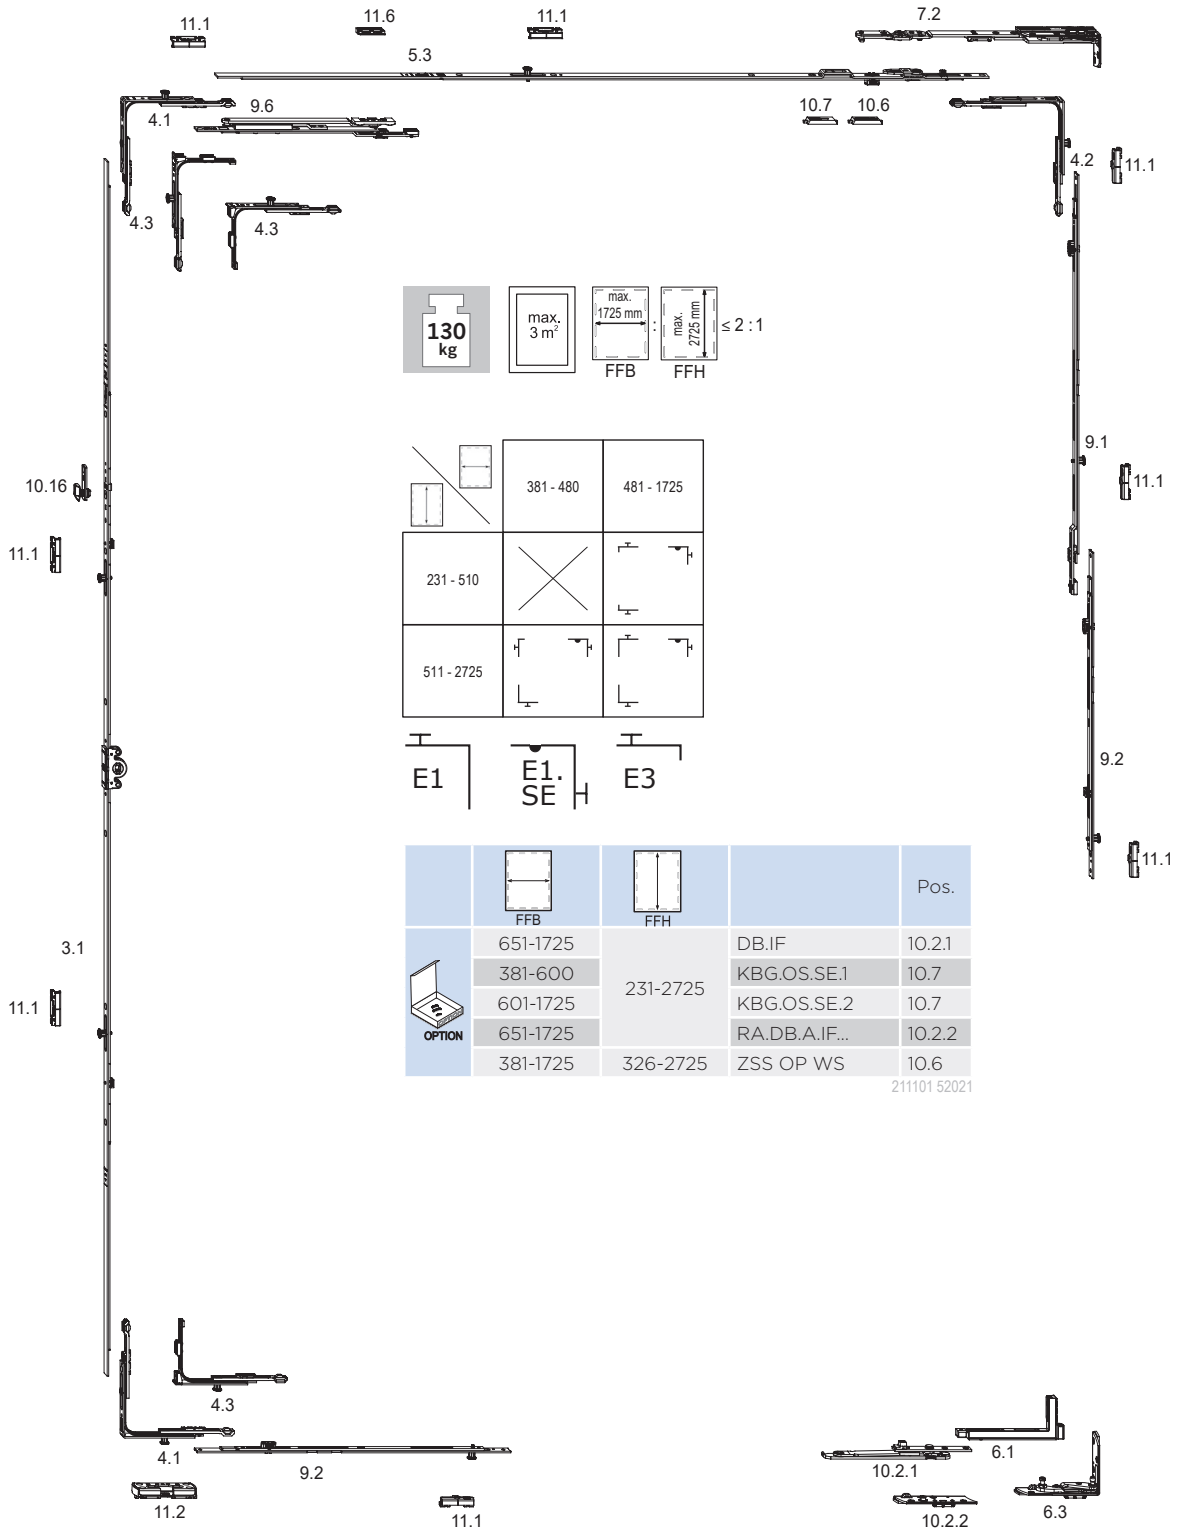 11.1
11.6
11.1
7.2
5.3
4.1
9.6
10.7
10.6
4.2
11.1
4.3
4.3
130
kg
max.
3 m²
max.
1725 mm
:
max.
2725 mm
≤ 2 : 1
FFB
FFH
9.1
11.1
10.16
11.1
381 - 480
481 - 1725
231 - 510
511 - 2725
E1
E1.
SE
E3
9.2
11.1
FFB
FFH
Pos.
651-1725
DB.IF
10.2.1
381-600
231-2725
KBG.OS.SE.1
10.7
601-1725
KBG.OS.SE.2
10.7
OPTION
651-1725
RA.DB.A.IF...
10.2.2
381-1725
326-2725
ZSS OP WS
10.6
211101 52021
3.1
11.1
4.3
4.1
9.2
11.2
11.1
6.1
10.2.1
6.3
10.2.2